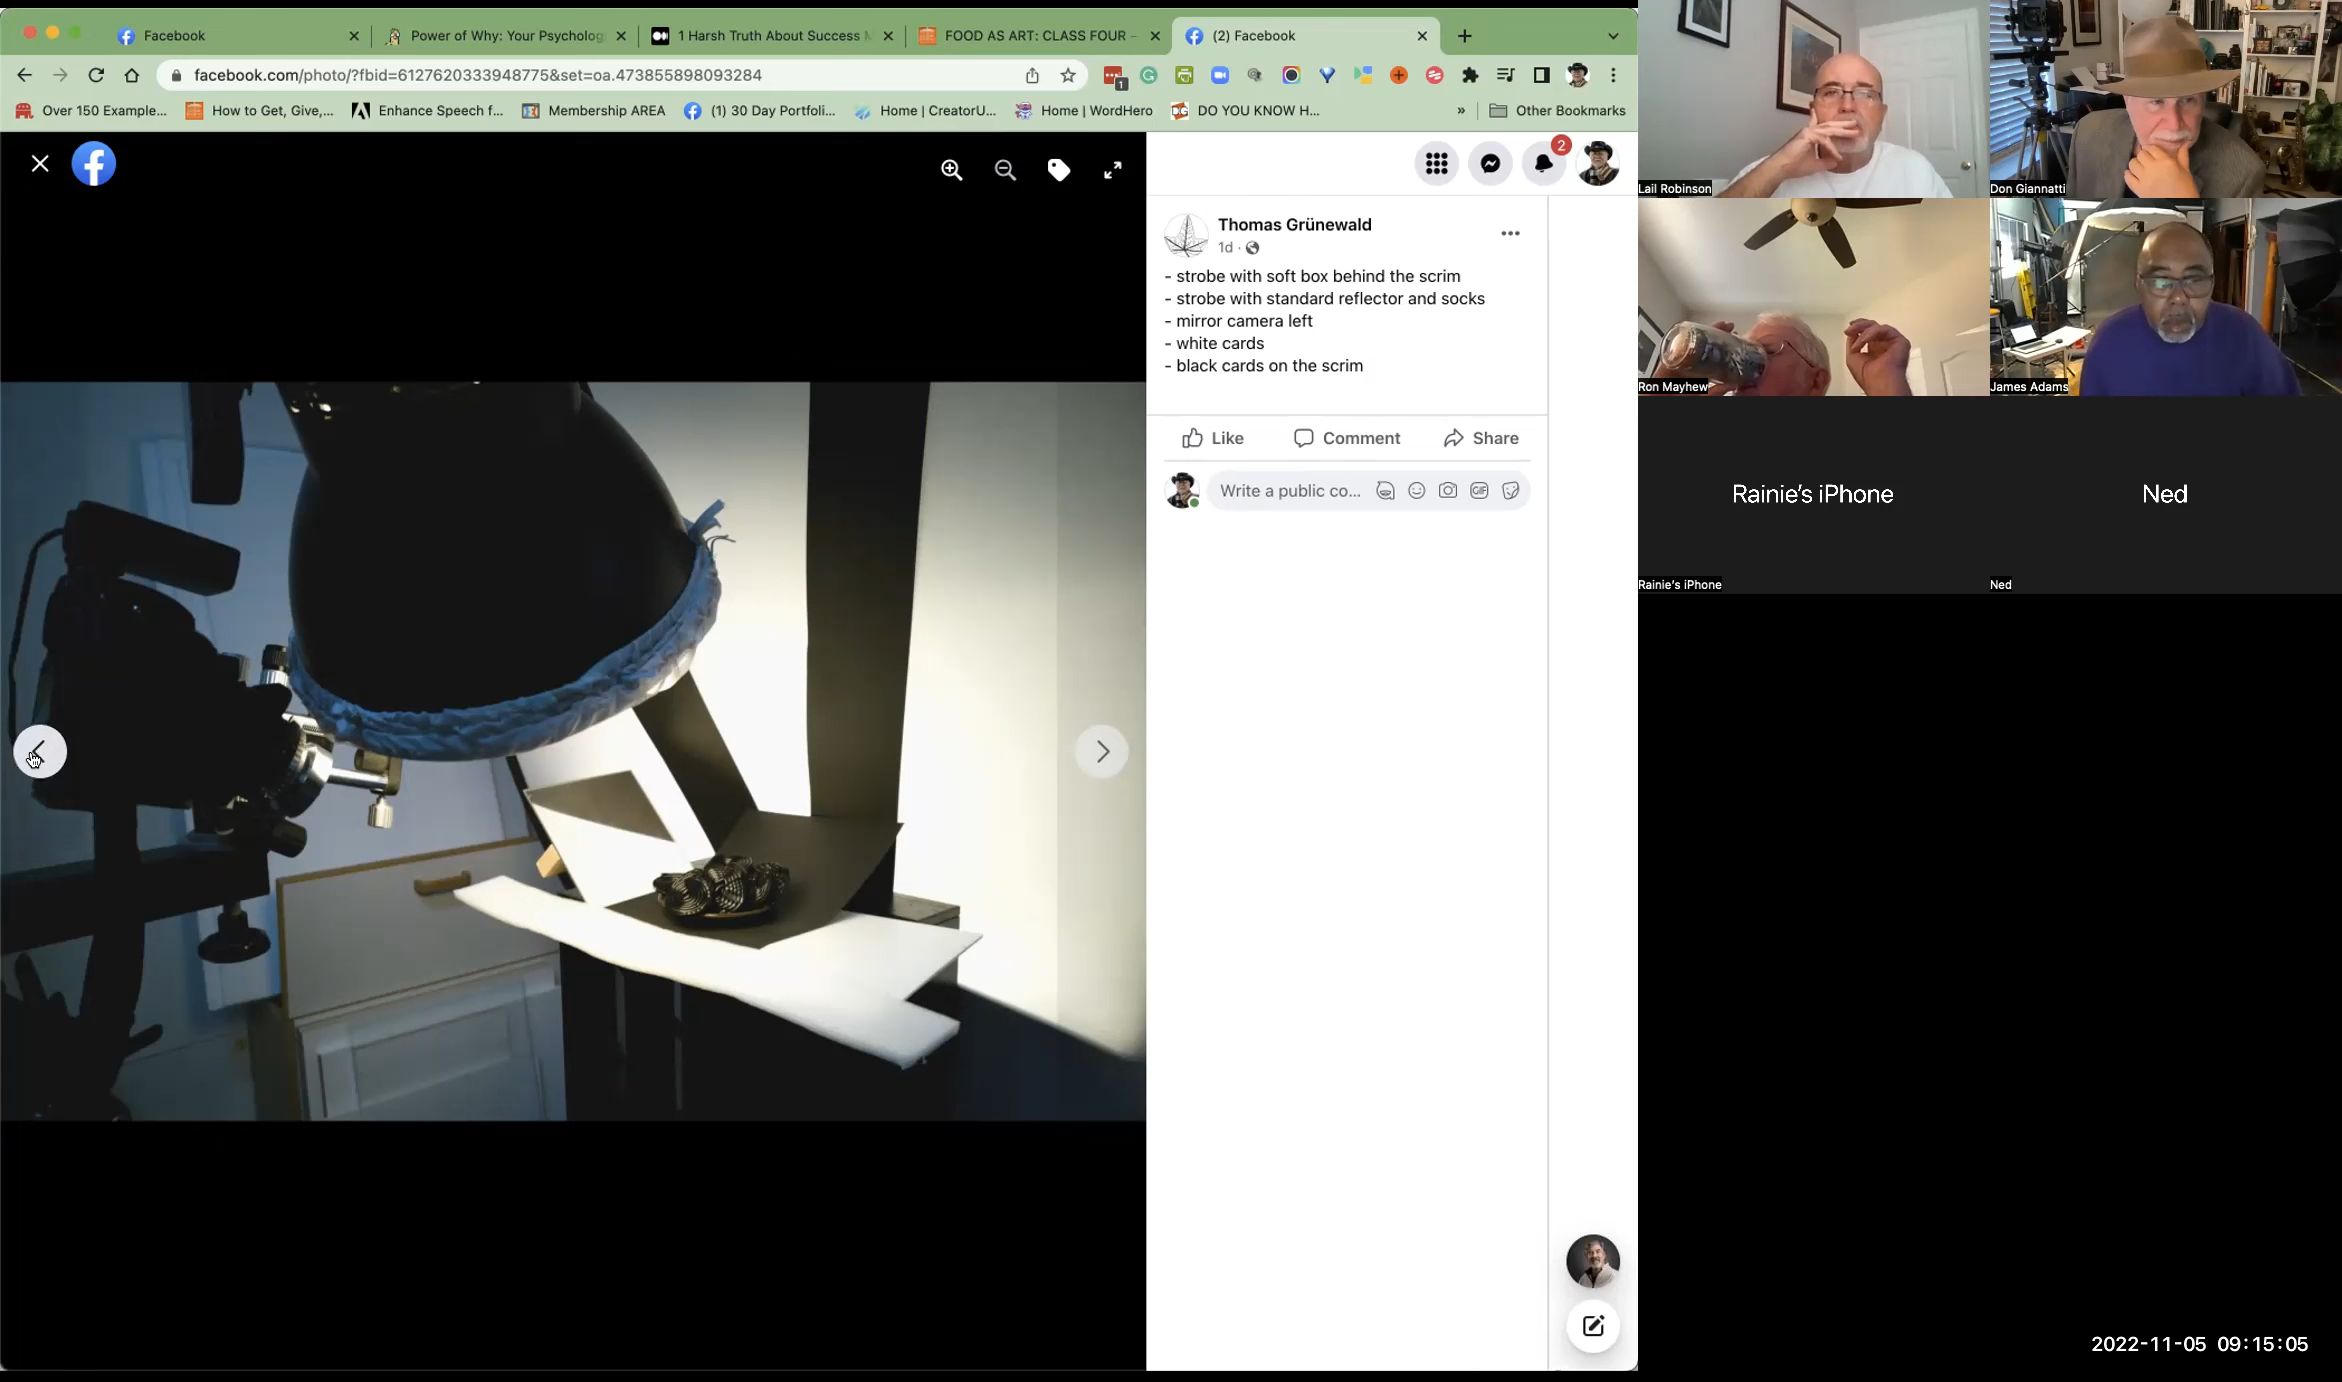 Facebook
Power of Why: Your Psycholog
1 Harsh Truth About Success
FOOD AS ART: CLASS FOUR –
(2) Facebook
facebook.com/photo/?fbid=6127620333948775&set=oa.473855898093284
1
Over 150 Example...
How to Get, Give,...
Enhance Speech f...
Membership AREA
(1) 30 Day Portfoli...
Home | CreatorU...
Home | WordHero
DO YOU KNOW H...
»
Other Bookmarks
2
Thomas Grünewald
1d ·
- strobe with soft box behind the scrim
- strobe with standard reflector and socks
- mirror camera left
- white cards
- black cards on the scrim
Like
Comment
Share
Write a public co...
GIF
Lail Robinson
Don Giannatti
Ron Mayhew
James Adams
Rainie's iPhone
Ned
Rainie's iPhone
Ned
2022-11-05 09:15:05